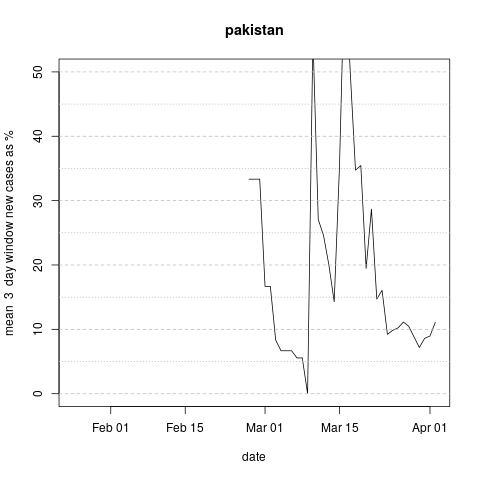 pakistan
mean  3  day window new cases as %
50
40
30
20
10
0
Feb 01
Feb 15
Mar 01
Mar 15
Apr 01
date